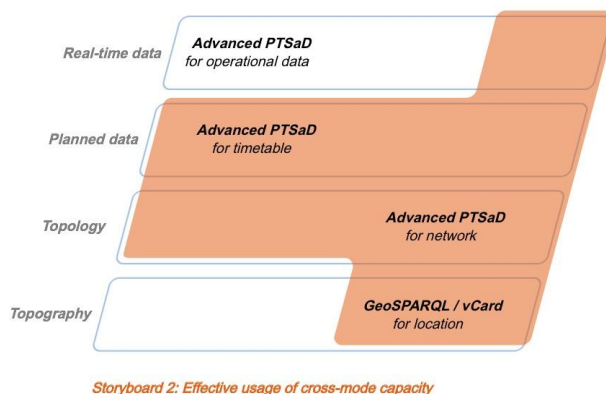 Real-time data
Advanced PTSaD
for operational data
Planned data
Advanced PTSaD
for timetable
Topology
Advanced PTSaD
for network
Topography
GeoSPARQL / vCard
for location
Storyboard 2: Effective usage of cross-mode capacity